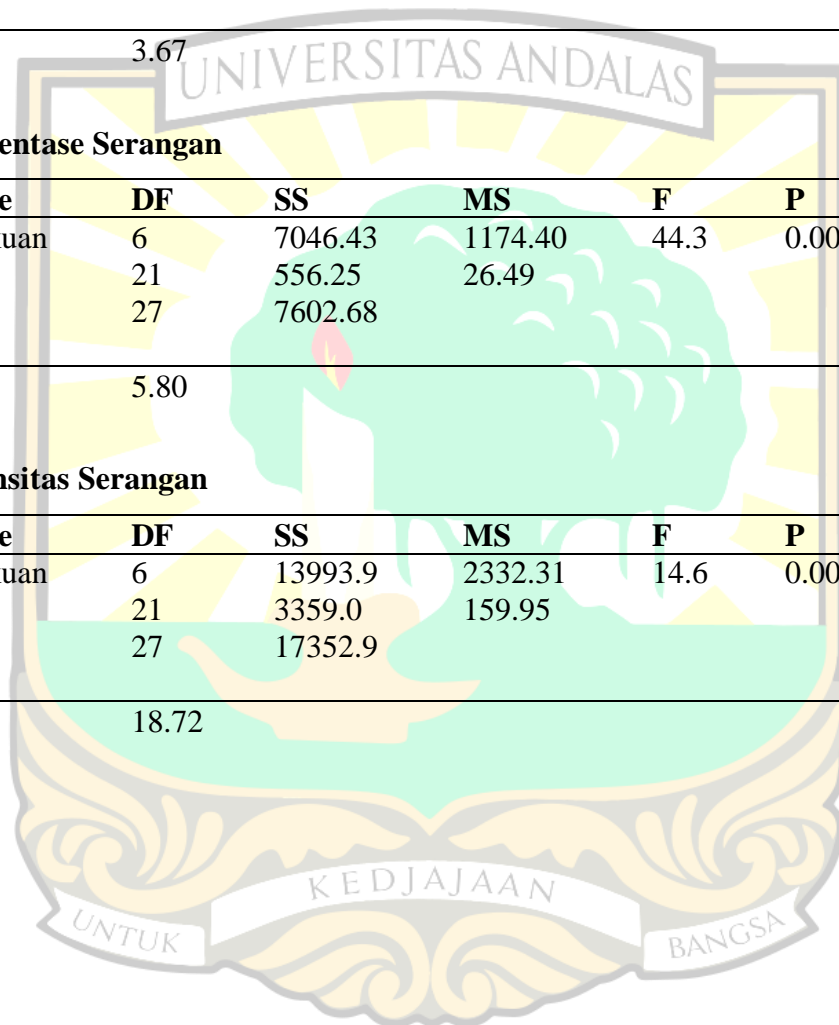 3.67
UNIVERSITAS ANDALAS
entase Serangan
e DF SS MS F P
uan 6 7046.43 1174.40 44.3 0.00
21 556.25 26.49
27 7602.68
5.80
nsitas Serangan
e DF SS MS F P
uan 6 13993.9 2332.31 14.6 0.00
21 3359.0 159.95
27 17352.9
18.72
KEDJAJAAN
UNTUK BANGSA